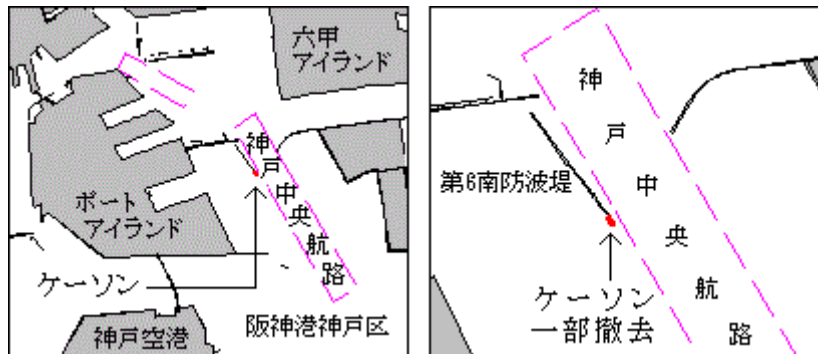 六甲
アイランド
神戸中央航路
ポート
アイランド
ケーソン
神戸空港
阪神港神戸区
神戸中央航路
第6南防波堤
ケーソン
一部撤去